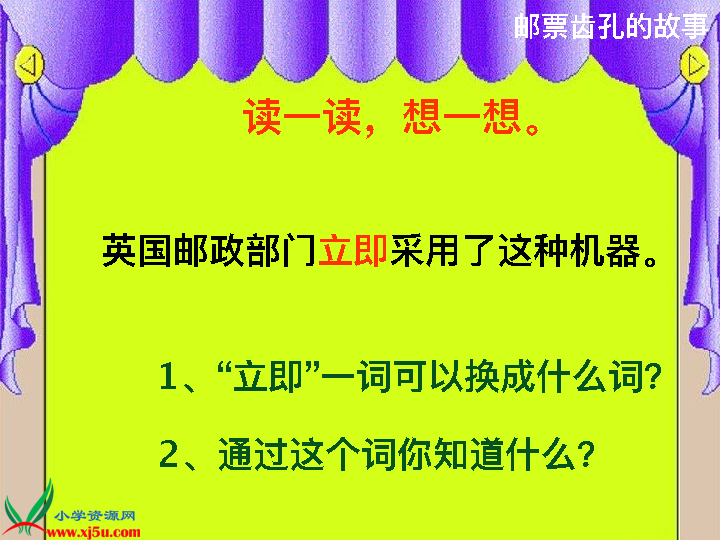 邮票齿孔的故事
读一读，想一想。
英国邮政部门立即采用了这种机器。
1、“立即”一词可以换成什么词?
2、通过这个词你知道什么?
小学资源网
www.xj5u.com